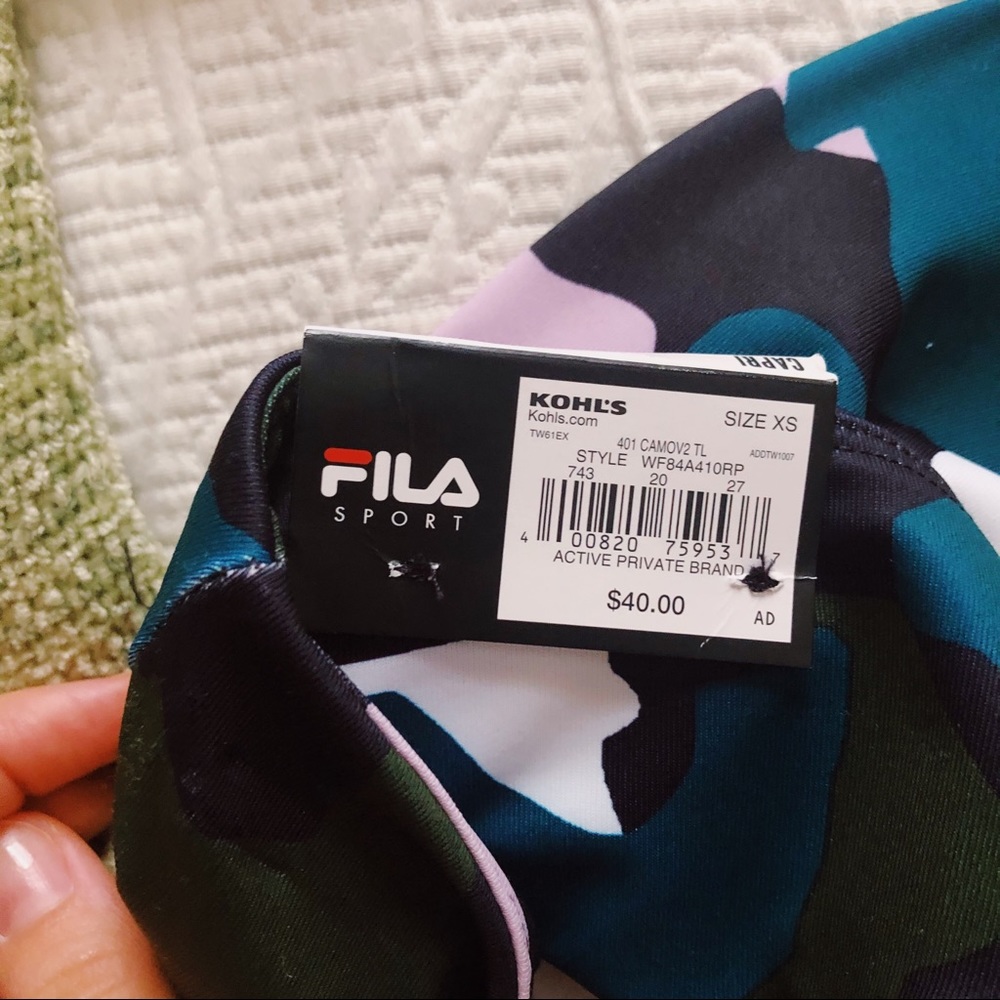 CAPRI
FILA
SPORT
KOHL'S
Kohls.com
SIZE XS
TW61EX
401 CAMOV2 TL
ADDTW1007
STYLE WF84A410RP
743 20 27
4 00820 75953 7
ACTIVE PRIVATE BRAND
$40.00
AD